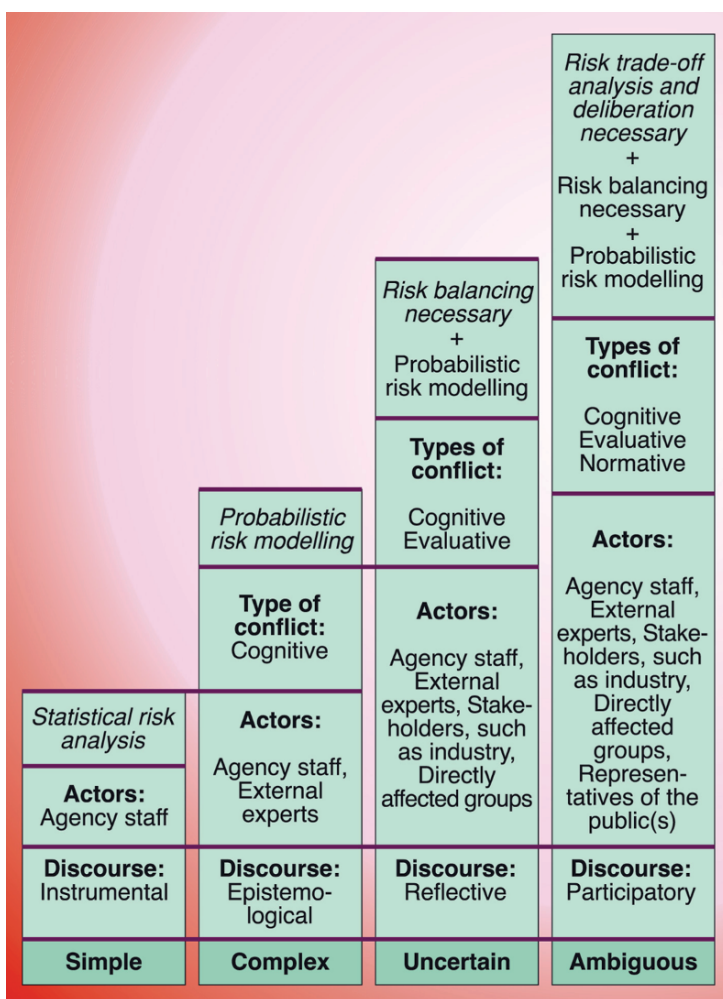 Statistical risk
analysis
Actors:
Agency staff
Discourse:
Instrumental
Simple
Probabilistic
risk modelling
Type of
conflict:
Cognitive
Actors:
Agency staff,
External
experts
Discourse:
Epistemo-
logical
Complex
Risk balancing
necessary
+
Probabilistic
risk modelling
Types of
conflict:
Cognitive
Evaluative
Actors:
Agency staff,
External
experts, Stake-
holders, such
as industry,
Directly
affected groups
Discourse:
Reflective
Uncertain
Risk trade-off
analysis and
deliberation
necessary
+
Risk balancing
necessary
+
Probabilistic
risk modelling
Types of
conflict:
Cognitive
Evaluative
Normative
Actors:
Agency staff,
External
experts, Stake-
holders, such
as industry,
Directly
affected
groups,
Represen-
tatives of the
public(s)
Discourse:
Participatory
Ambiguous